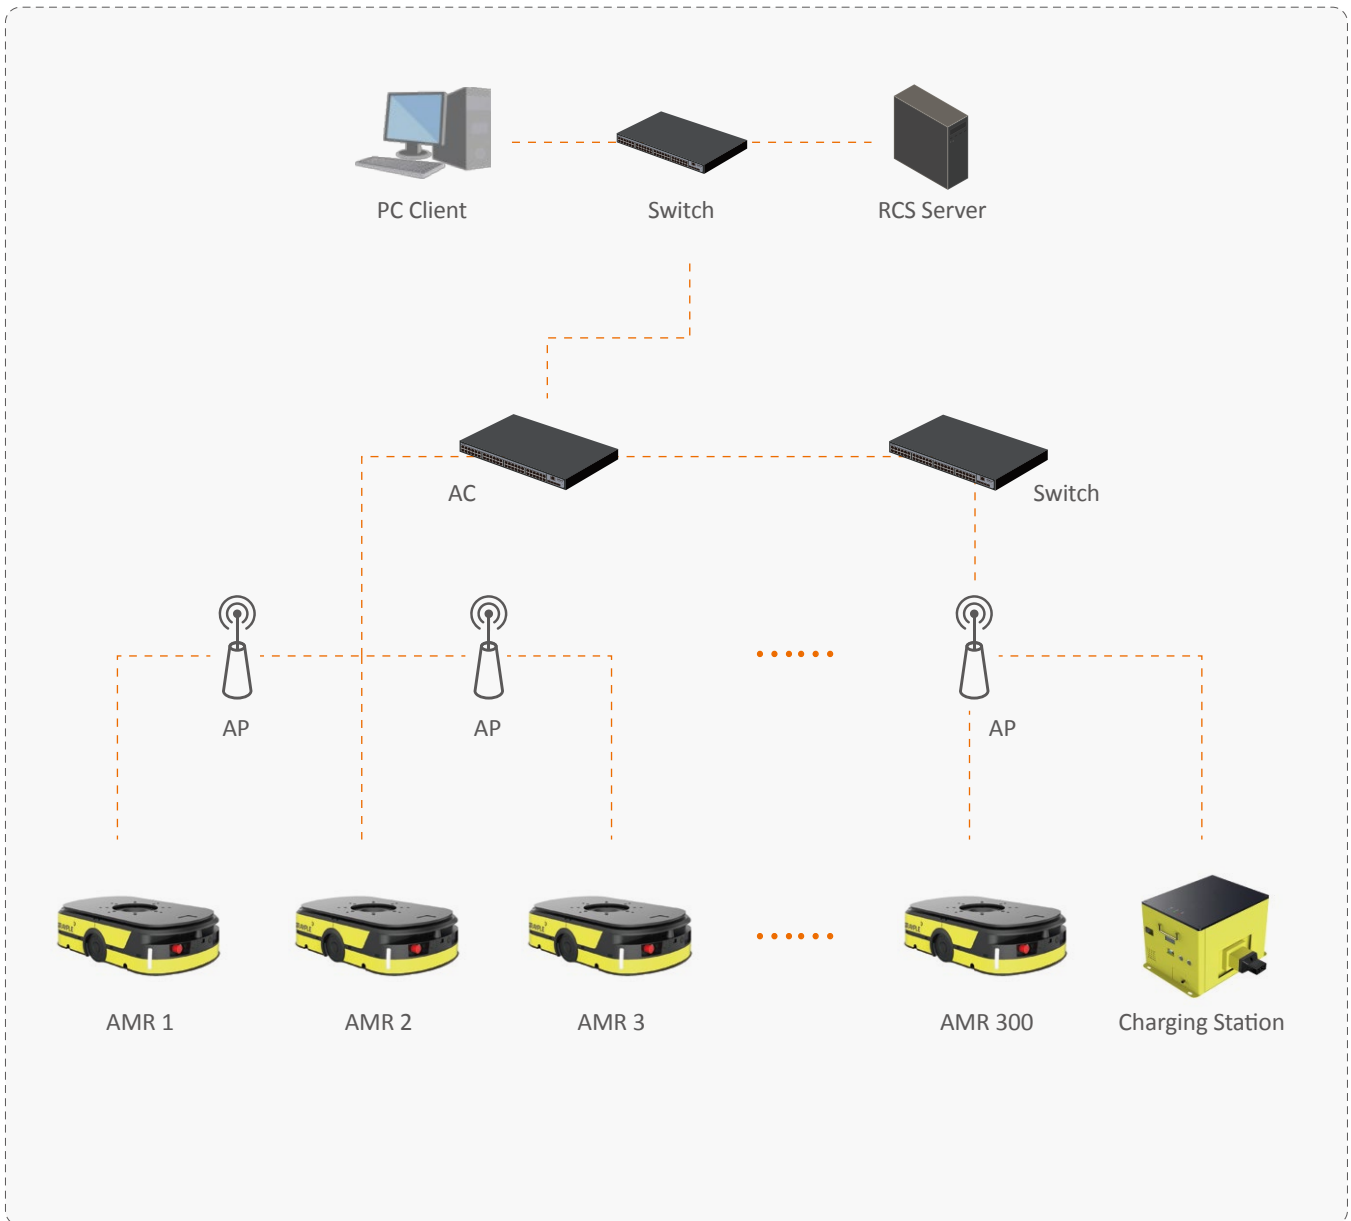 PC Client
Switch
RCS Server
AC
Switch
AP
AP
AP
AMR 1
AMR 2
AMR 3
AMR 300
Charging Station